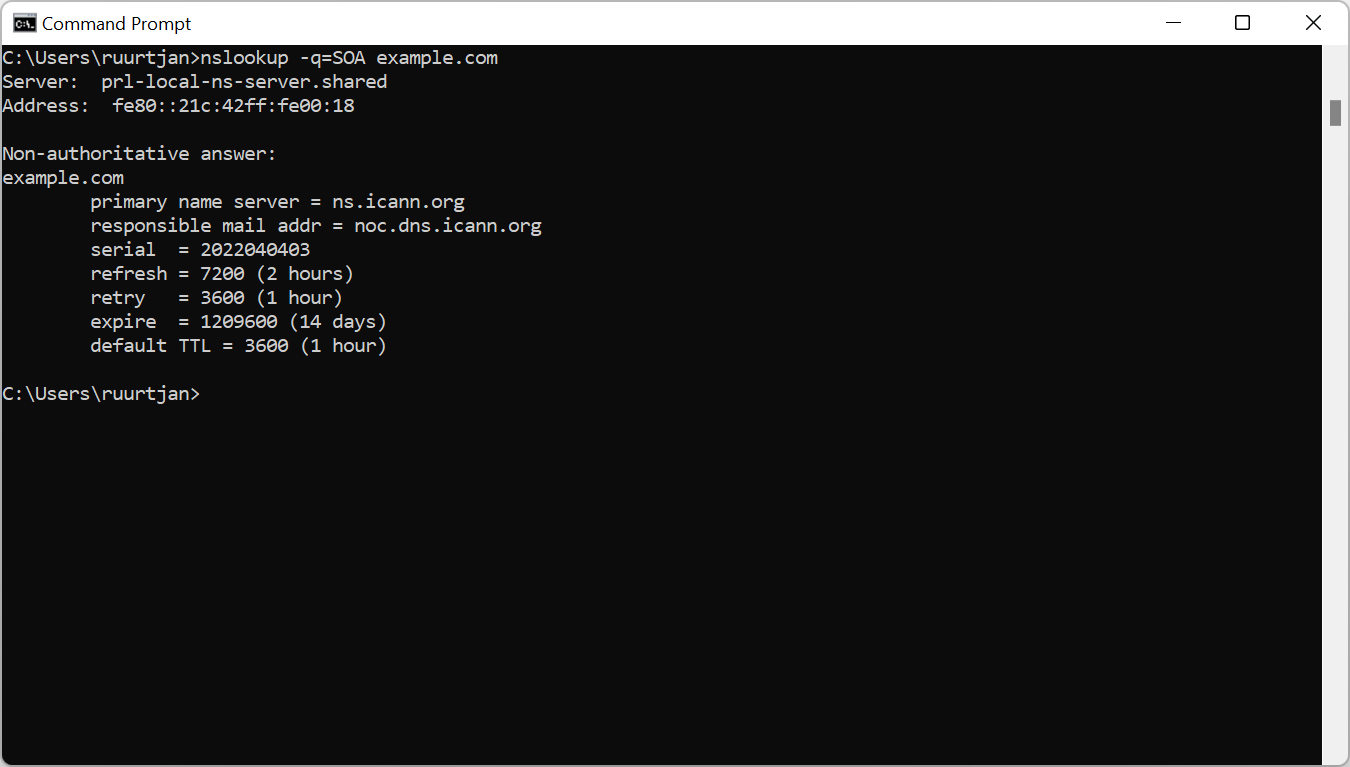 Command Prompt
C:\Users\ruurtjan>nslookup -q=SOA example.com
Server:  prl-local-ns-server.shared
Address:  fe80::21c:42ff:fe00:18
Non-authoritative answer:
example.com
        primary name server = ns.icann.org
        responsible mail addr = noc.dns.icann.org
        serial  = 2022040403
        refresh = 7200 (2 hours)
        retry   = 3600 (1 hour)
        expire  = 1209600 (14 days)
        default TTL = 3600 (1 hour)
C:\Users\ruurtjan>